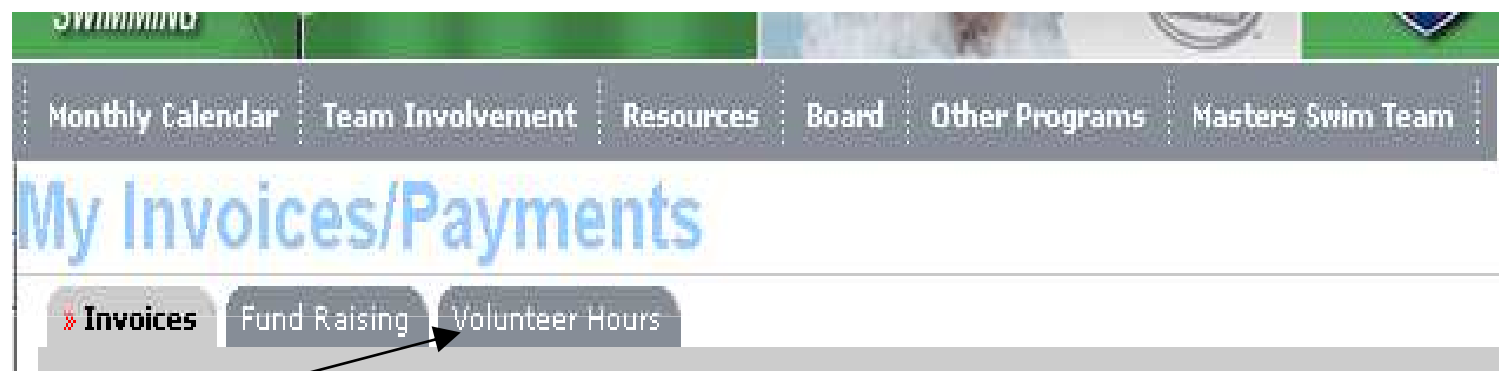 SWIMMING
Monthly Calendar Team Involvement Resources Board Other Programs Masters Swim Team
My Invoices/Payments
» Invoices Fund Raising Volunteer Hours